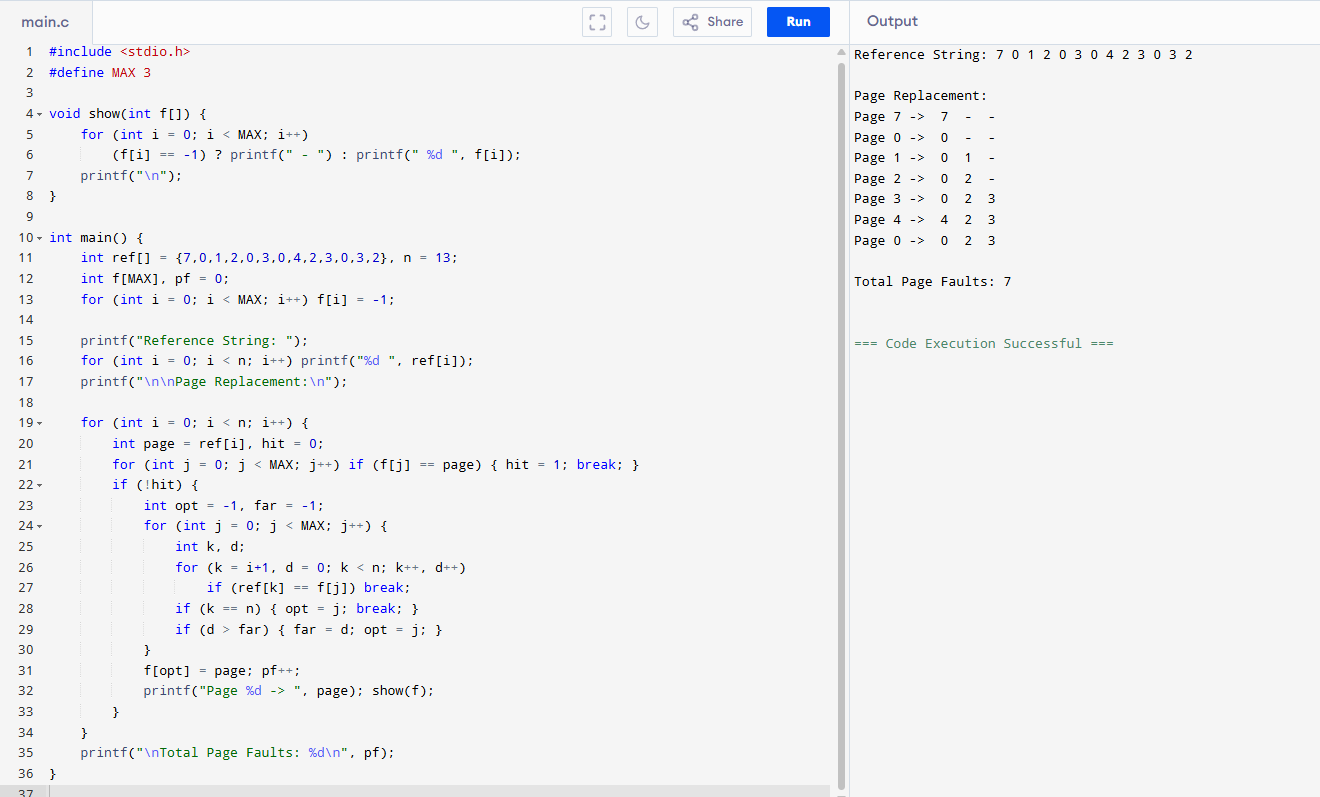 main.c
Share
Run
Output
1 #include <stdio.h>
2 #define MAX 3
3
4 void show(int f[]) {
5     for (int i = 0; i < MAX; i++)
6         (f[i] == -1) ? printf(" - ") : printf(" %d ", f[i]);
7     printf("\n");
8 }
9
10 int main() {
11     int ref[] = {7,0,1,2,0,3,0,4,2,3,0,3,2}, n = 13;
12     int f[MAX], pf = 0;
13     for (int i = 0; i < MAX; i++) f[i] = -1;
14
15     printf("Reference String: ");
16     for (int i = 0; i < n; i++) printf("%d ", ref[i]);
17     printf("\n\nPage Replacement:\n");
18
19     for (int i = 0; i < n; i++) {
20         int page = ref[i], hit = 0;
21         for (int j = 0; j < MAX; j++) if (f[j] == page) { hit = 1; break; }
22         if (!hit) {
23             int opt = -1, far = -1;
24             for (int j = 0; j < MAX; j++) {
25                 int k, d;
26                 for (k = i+1, d = 0; k < n; k++, d++)
27                     if (ref[k] == f[j]) break;
28                 if (k == n) { opt = j; break; }
29                 if (d > far) { far = d; opt = j; }
30             }
31             f[opt] = page; pf++;
32             printf("Page %d -> ", page); show(f);
33         }
34     }
35     printf("\nTotal Page Faults: %d\n", pf);
36 }
37
Reference String: 7 0 1 2 0 3 0 4 2 3 0 3 2
Page Replacement:
Page 7 ->  7  -  -
Page 0 ->  0  -  -
Page 1 ->  0  1  -
Page 2 ->  0  2  -
Page 3 ->  0  2  3
Page 4 ->  4  2  3
Page 0 ->  0  2  3
Total Page Faults: 7
=== Code Execution Successful ===